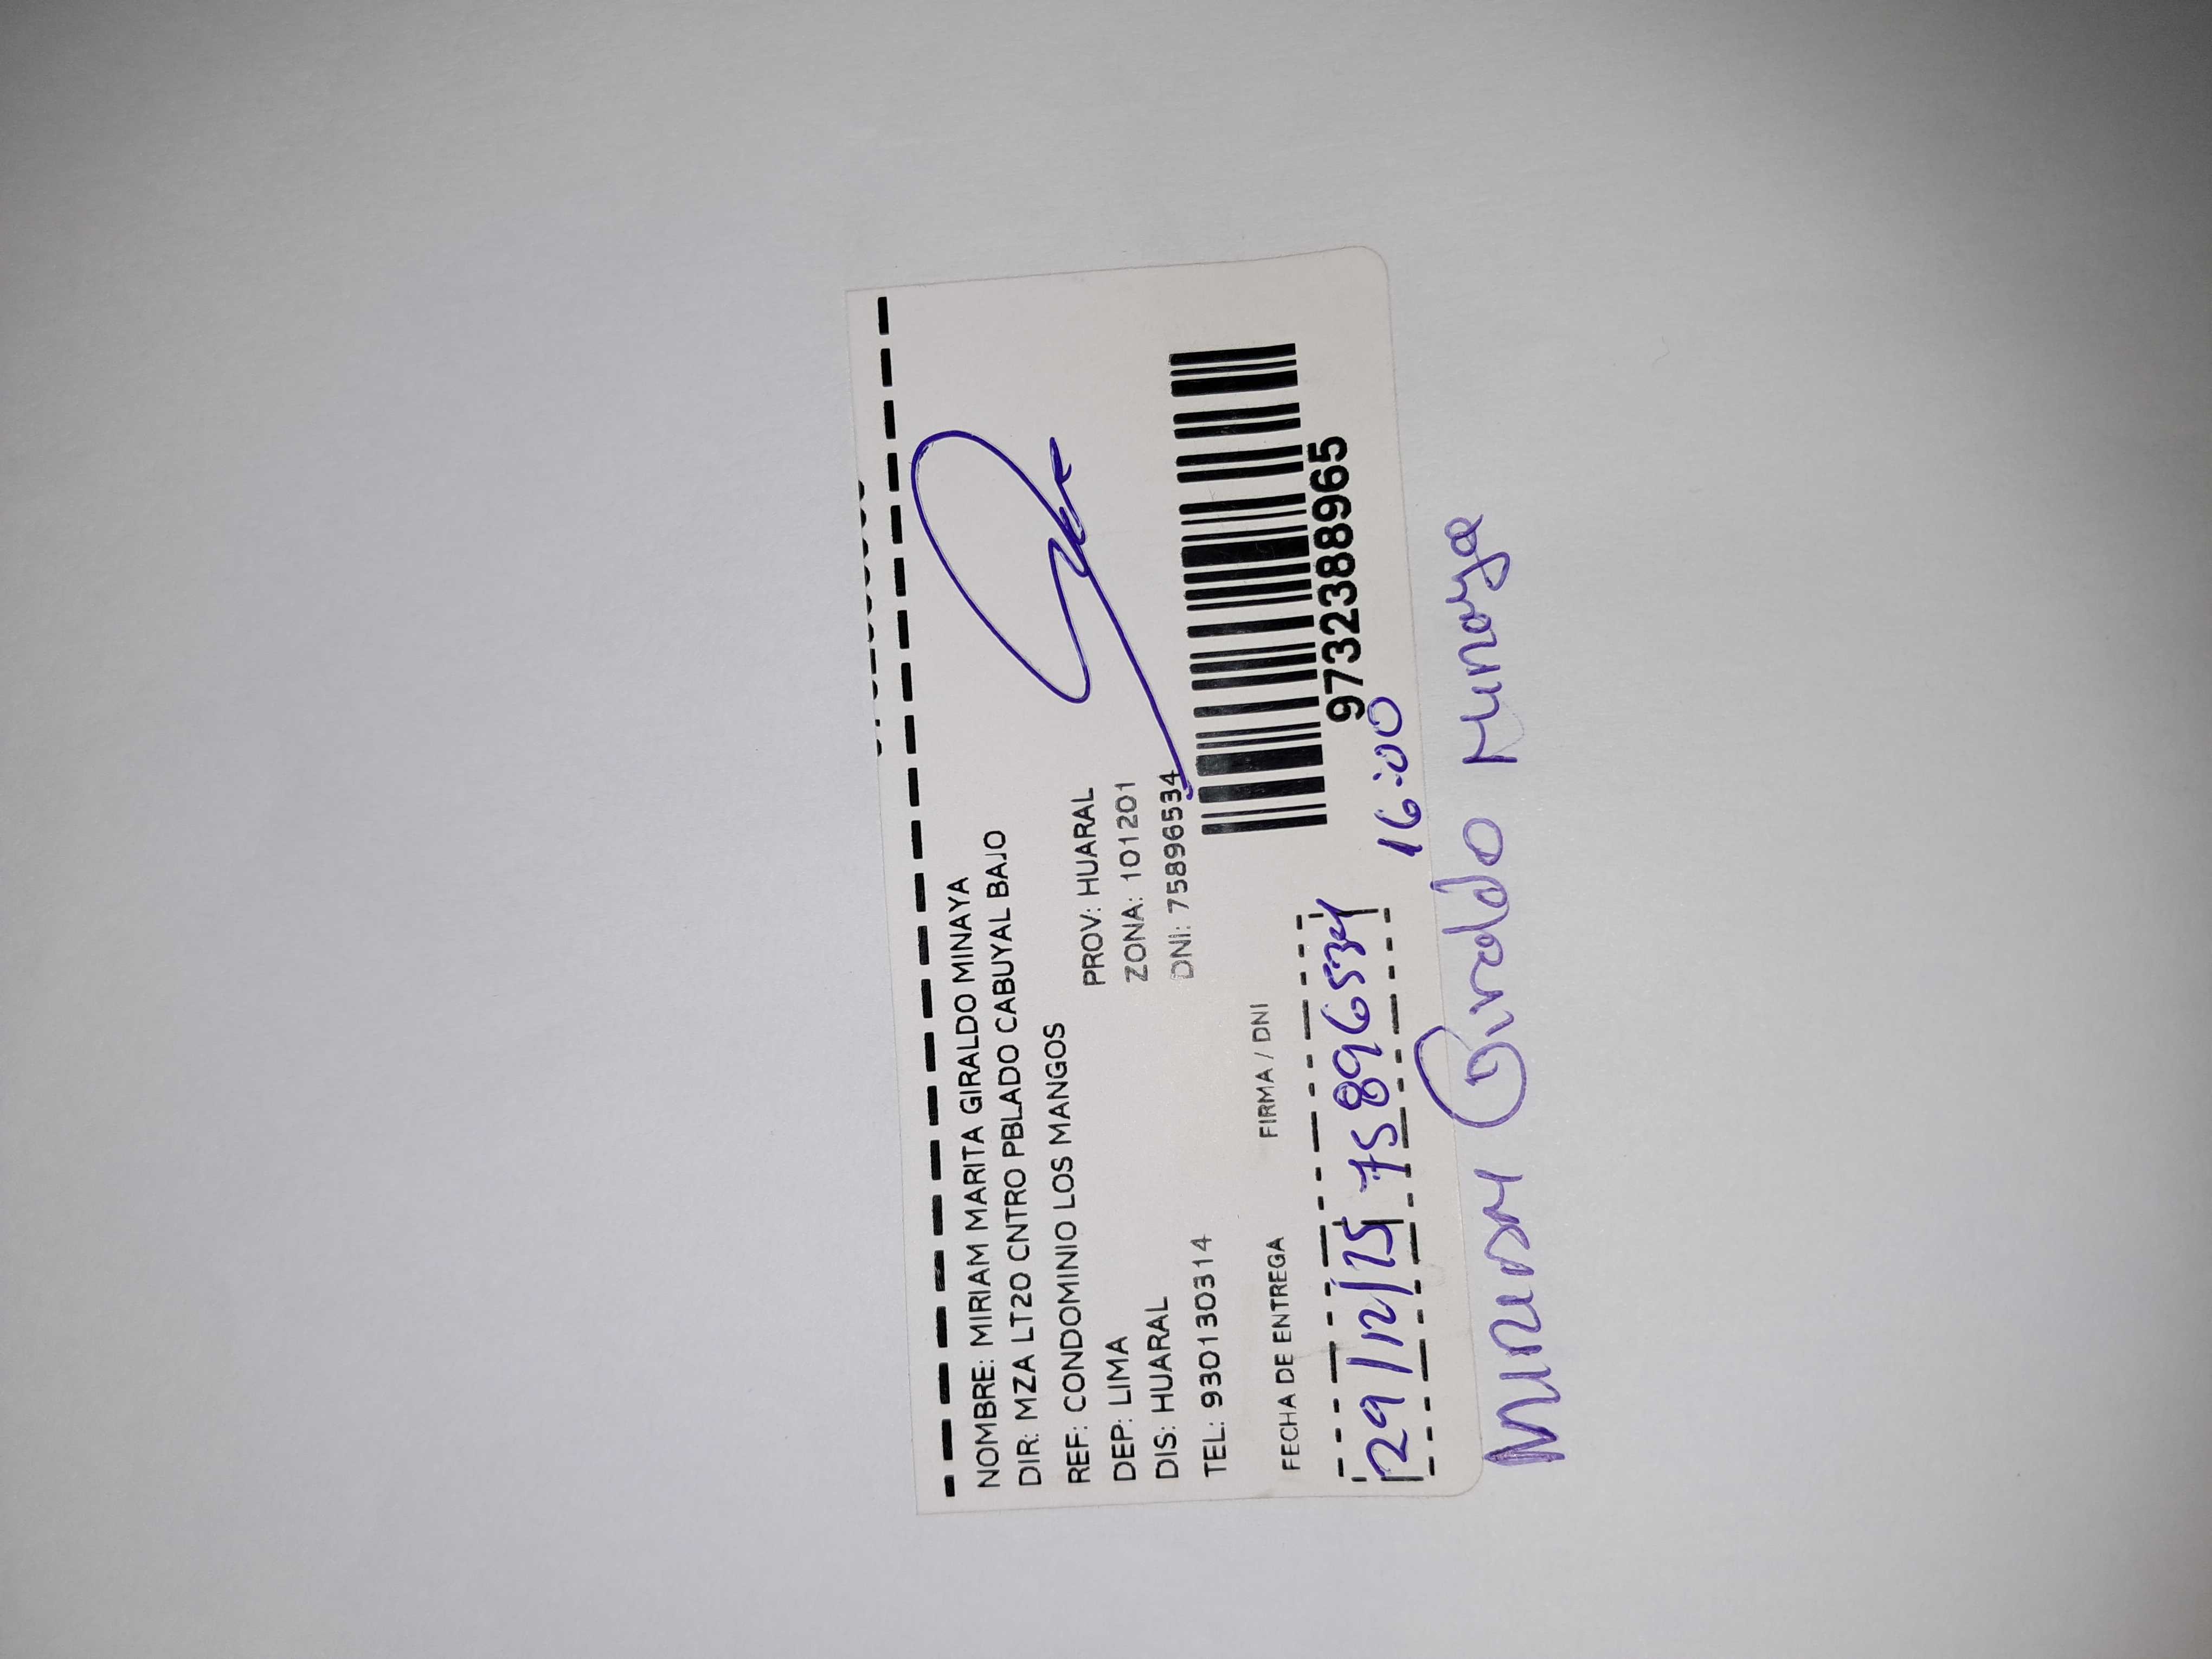 NOMBRE: MIRIAM MARITA GIRALDO MINAYA
DIR: MZA LT20 CNTRO PBLADO CABUYAL BAJO
REF: CONDOMINIO LOS MANGOS
DEP: LIMA PROV: HUARAL
DIS: HUARAL ZONA: 101201
TEL: 930130314 DNI: 75896534
FECHA DE ENTREGA FIRMA / DNI
9732388965
29/12/25 75896534 16:00
Miriam Giraldo Minaya